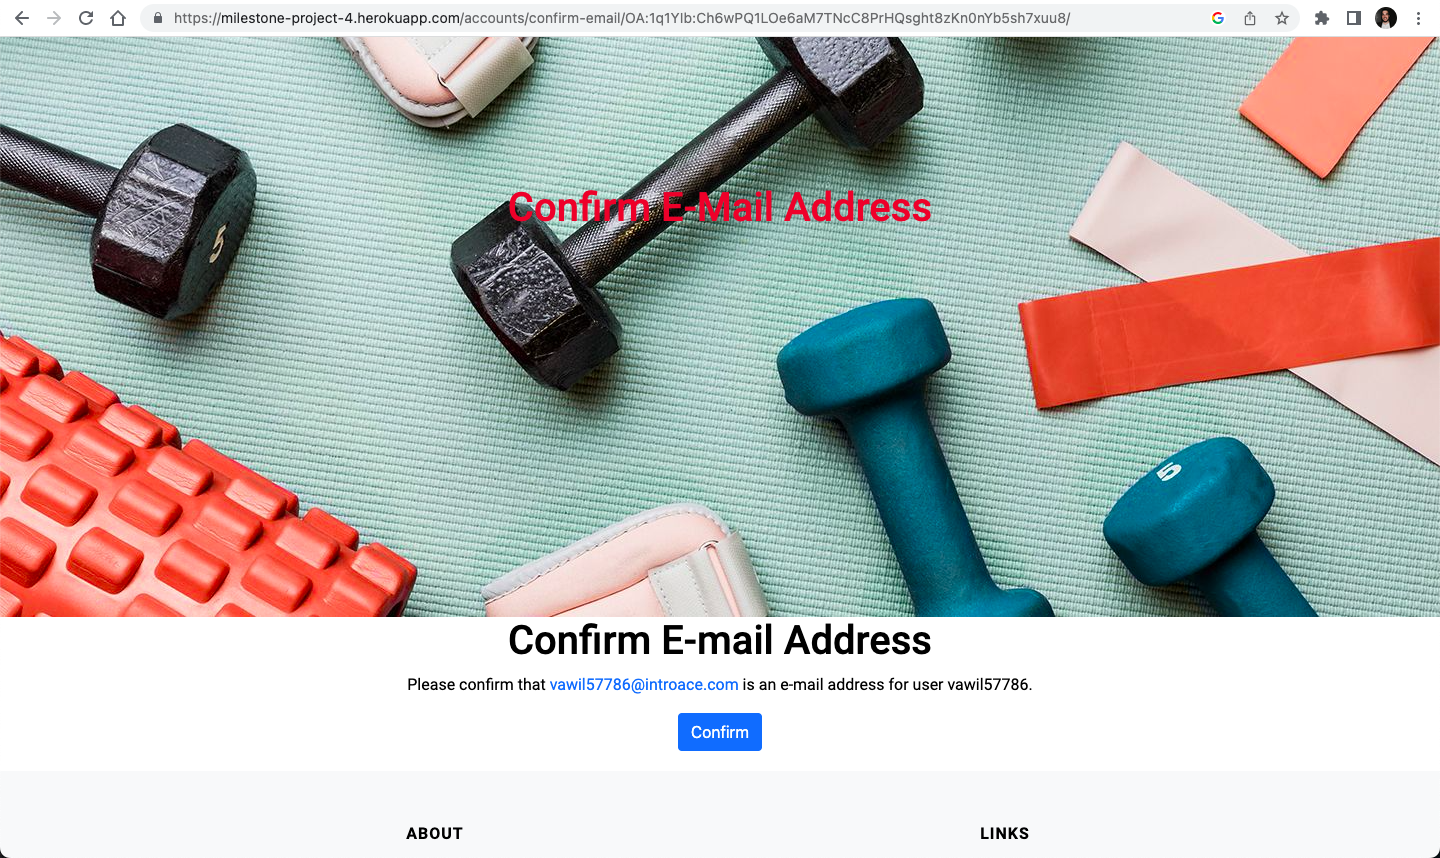 https://milestone-project-4.herokuapp.com/accounts/confirm-email/OA:1q1Ylb:Ch6wPQ1LOe6aM7TNcC8PrHQsght8zKn0nYb5sh7xuu8/
Confirm E-Mail Address
5
5
Confirm E-mail Address
Please confirm that vawil57786@introace.com is an e-mail address for user vawil57786.
Confirm
ABOUT LINKS